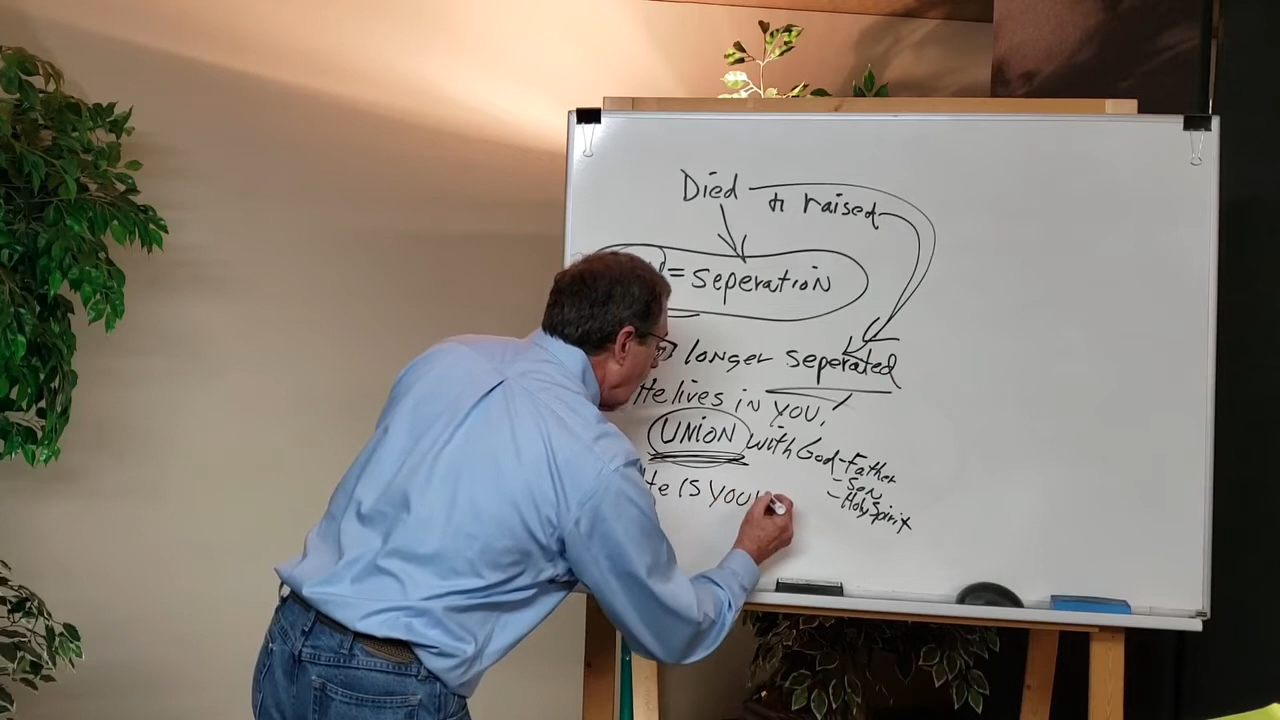 Died + raised
= seperation
longer seperated
He lives in you!
UNION with God - Father
- Son
- Holy Spirit
He is you